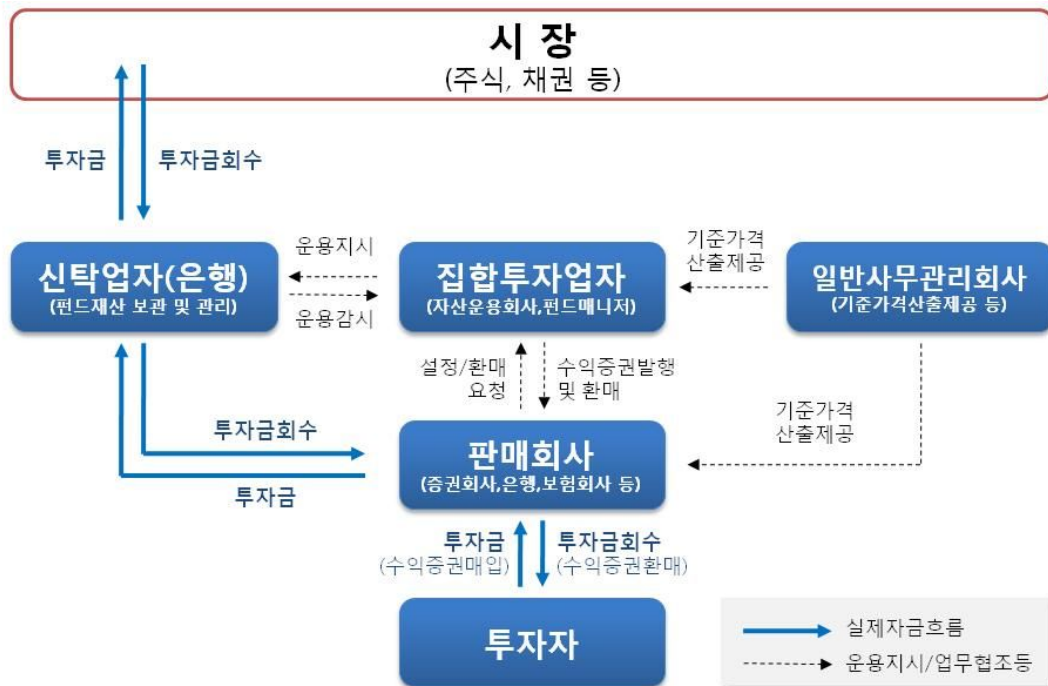 시 장
(주식, 채권 등)
투자금
투자금회수
신탁업자(은행)
(펀드재산 보관 및 관리)
운용지시
운용감시
집합투자업자
(자산운용회사,펀드매니저)
기준가격
산출제공
일반사무관리회사
(기준가격산출제공 등)
설정/환매
요청
수익증권발행
및 환매
기준가격
산출제공
투자금회수
투자금
판매회사
(증권회사,은행,보험회사 등)
투자금
(수익증권매입)
투자금회수
(수익증권환매)
투자자
실제자금흐름
운용지시/업무협조등